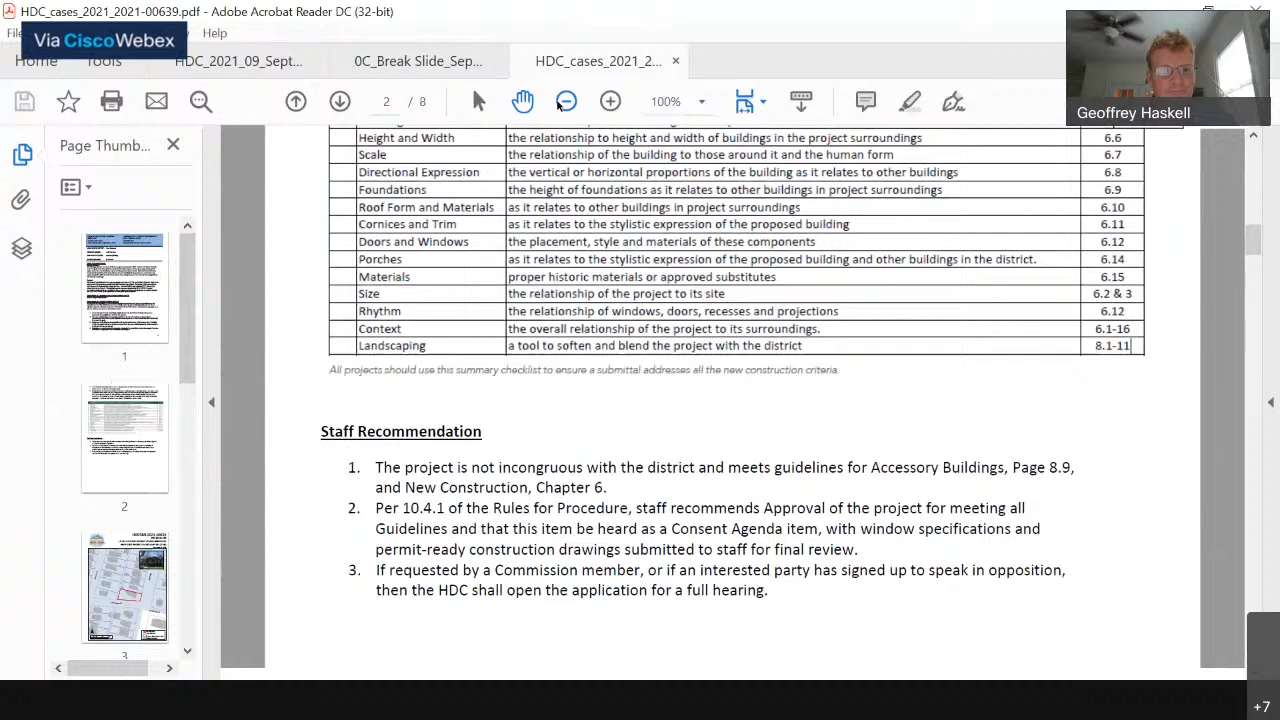 HDC_cases_2021_2021-00639.pdf - Adobe Acrobat Reader DC (32-bit)
Help
Via Cisco Webex
Home Tools HDC_2021_09_Sept... 0C_Break Slide_Sep... HDC_cases_2021_2... ×
2 / 8 100%
Geoffrey Haskell
Page Thumb...
1
2
3
Height and Width the relationship to height and width of buildings in the project surroundings 6.6
Scale the relationship of the building to those around it and the human form 6.7
Directional Expression the vertical or horizontal proportions of the building as it relates to other buildings 6.8
Foundations the height of foundations as it relates to other buildings in project surroundings 6.9
Roof Form and Materials as it relates to other buildings in project surroundings 6.10
Cornices and Trim as it relates to the stylistic expression of the proposed building 6.11
Doors and Windows the placement, style and materials of these components 6.12
Porches as it relates to the stylistic expression of the proposed building and other buildings in the district. 6.14
Materials proper historic materials or approved substitutes 6.15
Size the relationship of the project to its site 6.2 & 3
Rhythm the relationship of windows, doors, recesses and projections 6.12
Context the overall relationship of the project to its surroundings. 6.1-16
Landscaping a tool to soften and blend the project with the district 8.1-11
All projects should use this summary checklist to ensure a submittal addresses all the new construction criteria.
Staff Recommendation
1. The project is not incongruous with the district and meets guidelines for Accessory Buildings, Page 8.9,
and New Construction, Chapter 6.
2. Per 10.4.1 of the Rules for Procedure, staff recommends Approval of the project for meeting all
Guidelines and that this item be heard as a Consent Agenda item, with window specifications and
permit-ready construction drawings submitted to staff for final review.
3. If requested by a Commission member, or if an interested party has signed up to speak in opposition,
then the HDC shall open the application for a full hearing.
+7